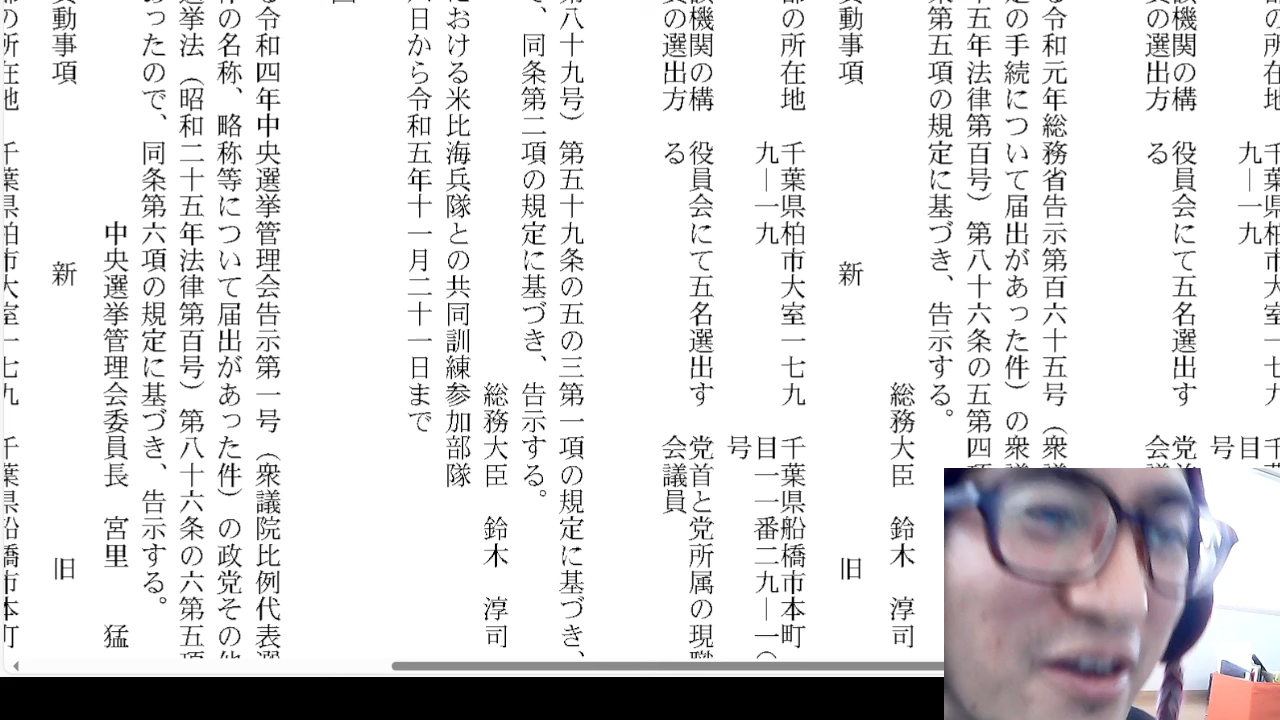 の所在地　千葉県柏市大室一七九　千
九―一九　目
号
機関の構　役員会にて五名選出す　党首
の選出方　る　会議
令和元年総務省告示第百六十五号（衆議
定の手続について届出があった件）の衆議
五年法律第百号）第八十六条の五第四項
第五項の規定に基づき、告示する。
総務大臣　鈴木　淳司
異動事項　新　旧
部の所在地　千葉県柏市大室一七九　千葉県船橋市本町
九―一九　目一一番二九―一〇
号
機関の構　役員会にて五名選出す　党首と党所属の現職
の選出方　る　会議員
第八十九号）第五十九条の五の三第一項の規定に基づき、
、同条第二項の規定に基づき、告示する。
総務大臣　鈴木　淳司
における米比海兵隊との共同訓練参加部隊
日から令和五年十一月二十一日まで
る令和四年中央選挙管理会告示第一号（衆議院比例代表選
の名称、略称等について届出があった件）の政党その他
選挙法（昭和二十五年法律第百号）第八十六条の六第五項
あったので、同条第六項の規定に基づき、告示する。
中央選挙管理会委員長　宮里　猛
異動事項　新　旧
部の所在地　千葉県柏市大室一七九　千葉県船橋市本町